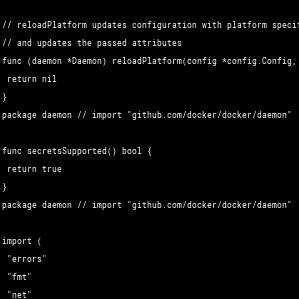 // reloadPlatform updates configuration with platform
// and updates the passed attributes
func (daemon *Daemon) reloadPlatform(config *config.Config,
return nil
}
package daemon // import "github.com/docker/docker/daemon"
func secretsSupported() bool {
return true
}
package daemon // import "github.com/docker/docker/daemon"
import (
"errors"
"fmt"
"net"